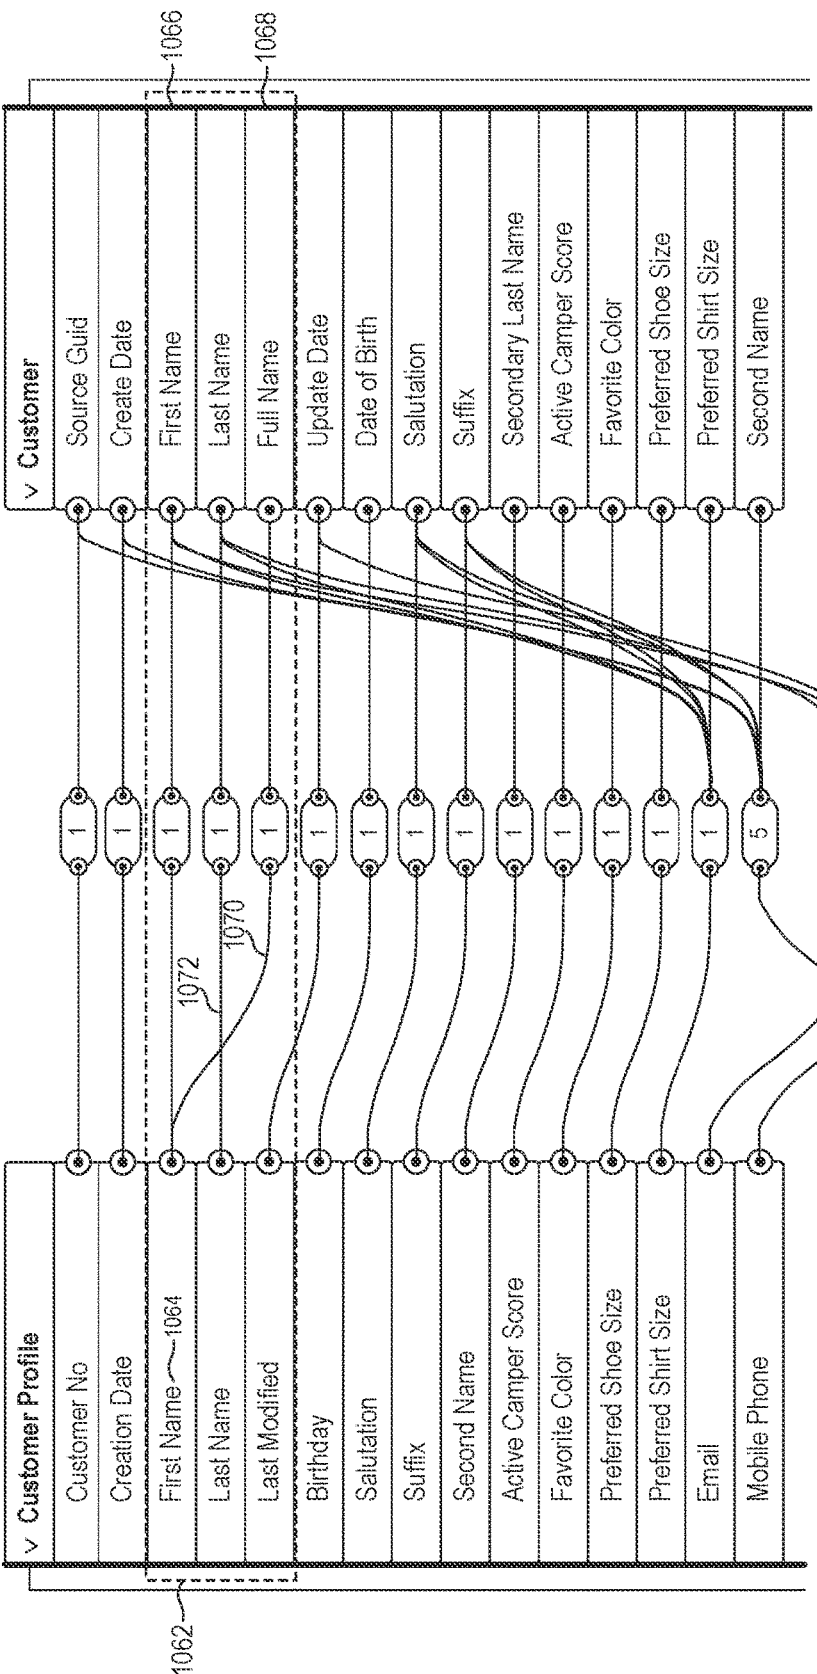 Customer Profile
Customer No
Creation Date
First Name 1064
Last Name
Last Modified
Birthday
Salutation
Suffix
Second Name
Active Camper Score
Favorite Color
Preferred Shoe Size
Preferred Shirt Size
Email
Mobile Phone
1062
1072
1070
1
1
1
1
1
1
1
1
1
1
1
1
1
1
5
Customer
Source Guid
Create Date
First Name
Last Name
Full Name
Update Date
Date of Birth
Salutation
Suffix
Secondary Last Name
Active Camper Score
Favorite Color
Preferred Shoe Size
Preferred Shirt Size
Second Name
1066
1068